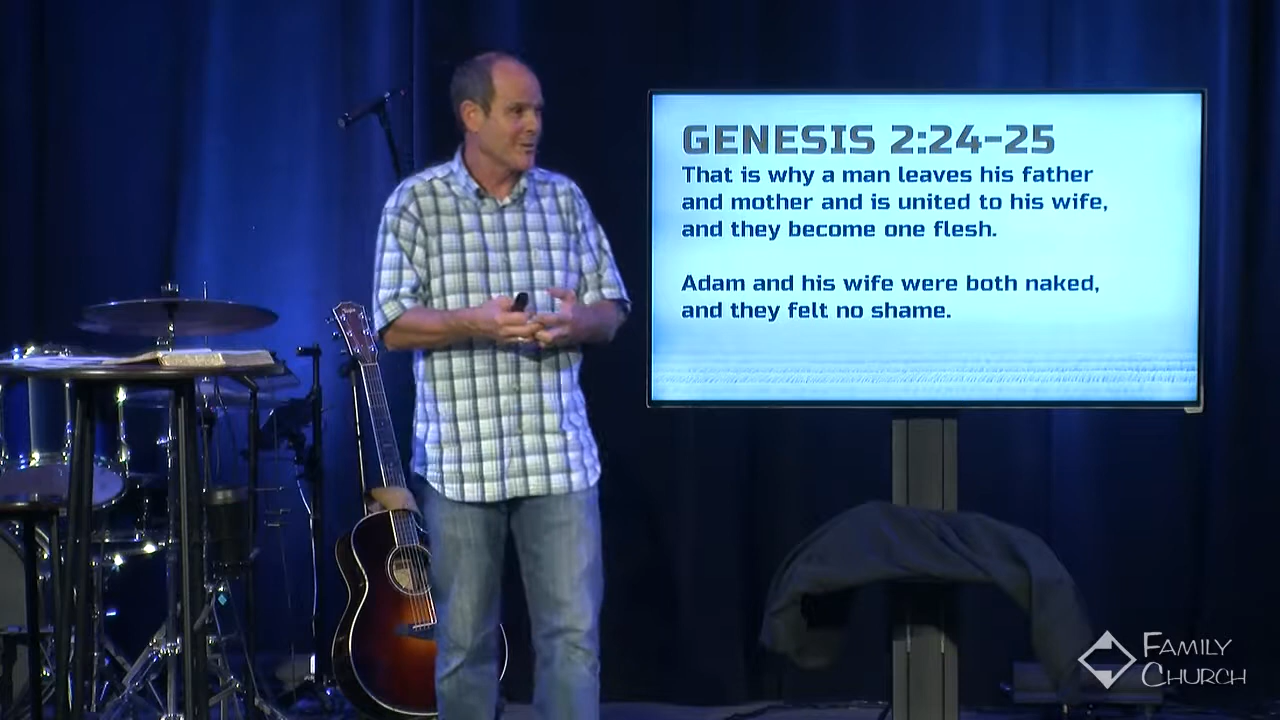 GENESIS 2:24-25
That is why a man leaves his father
and mother and is united to his wife,
and they become one flesh.
Adam and his wife were both naked,
and they felt no shame.
FAMILY
CHURCH